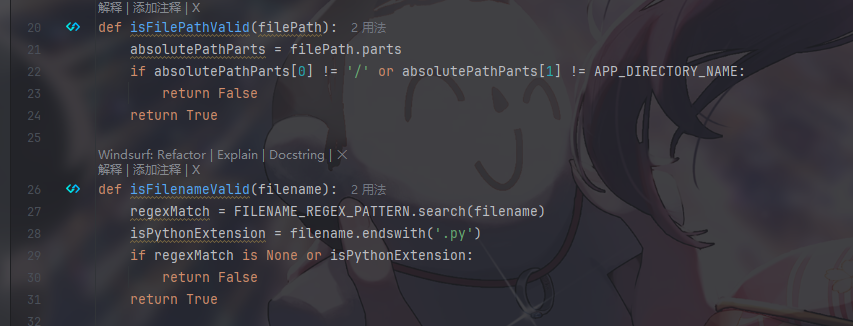 解释 | 添加注释 | X
20 def isFilePathValid(filePath): 2 用法
21 absolutePathParts = filePath.parts
22 if absolutePathParts[0] != '/' or absolutePathParts[1] != APP_DIRECTORY_NAME:
23 return False
24 return True
25
Windsurf: Refactor | Explain | Docstring | X
解释 | 添加注释 | X
26 def isFilenameValid(filename): 2 用法
27 regexMatch = FILENAME_REGEX_PATTERN.search(filename)
28 isPythonExtension = filename.endswith('.py')
29 if regexMatch is None or isPythonExtension:
30 return False
31 return True
32